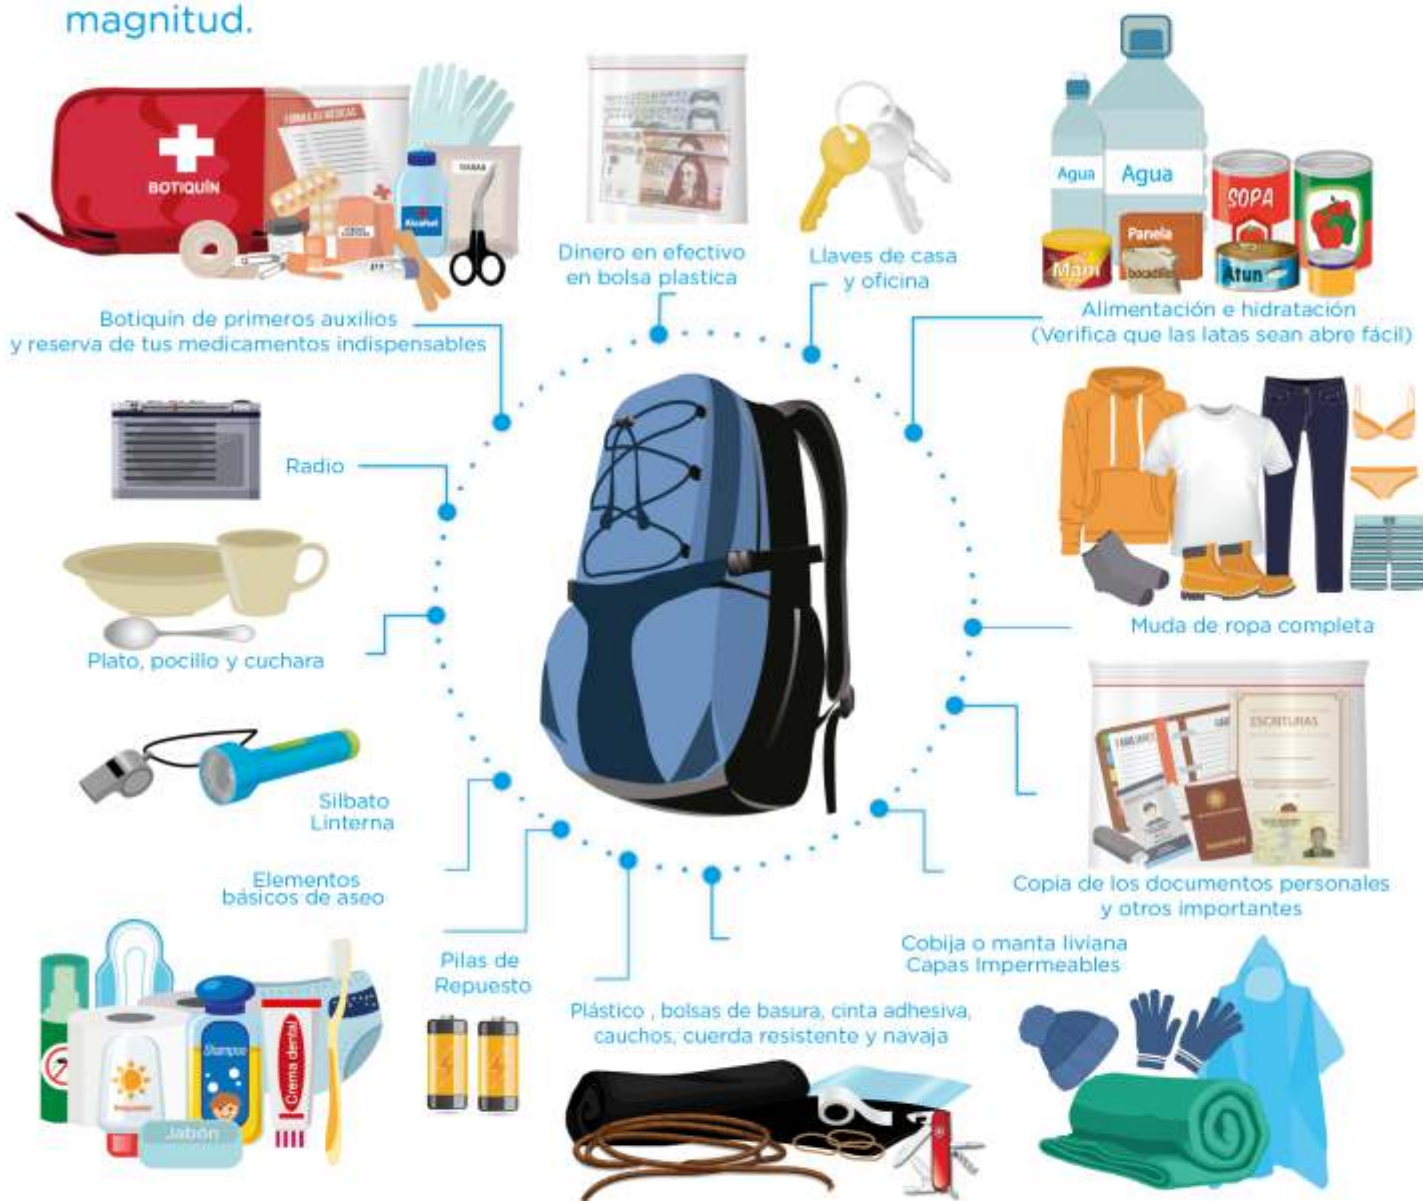 magnitud.
BOTIQUÍN
FÓRMULAS MÉDICAS
Alcohol
Dinero en efectivo
en bolsa plastica
Llaves de casa
y oficina
Agua
Agua
SOPA
Panela
Maní
bocadillo
Atun
Alimentación e hidratación
(Verifica que las latas sean abre fácil)
Botiquín de primeros auxilios
y reserva de tus medicamentos indispensables
Radio
Plato, pocillo y cuchara
Muda de ropa completa
ESCRITURAS
Silbato
Linterna
Copia de los documentos personales
y otros importantes
Elementos
básicos de aseo
Pilas de
Repuesto
Cobija o manta liviana
Capas Impermeables
Plástico , bolsas de basura, cinta adhesiva,
cauchos, cuerda resistente y navaja
Shampoo
Crema dental
Jabón